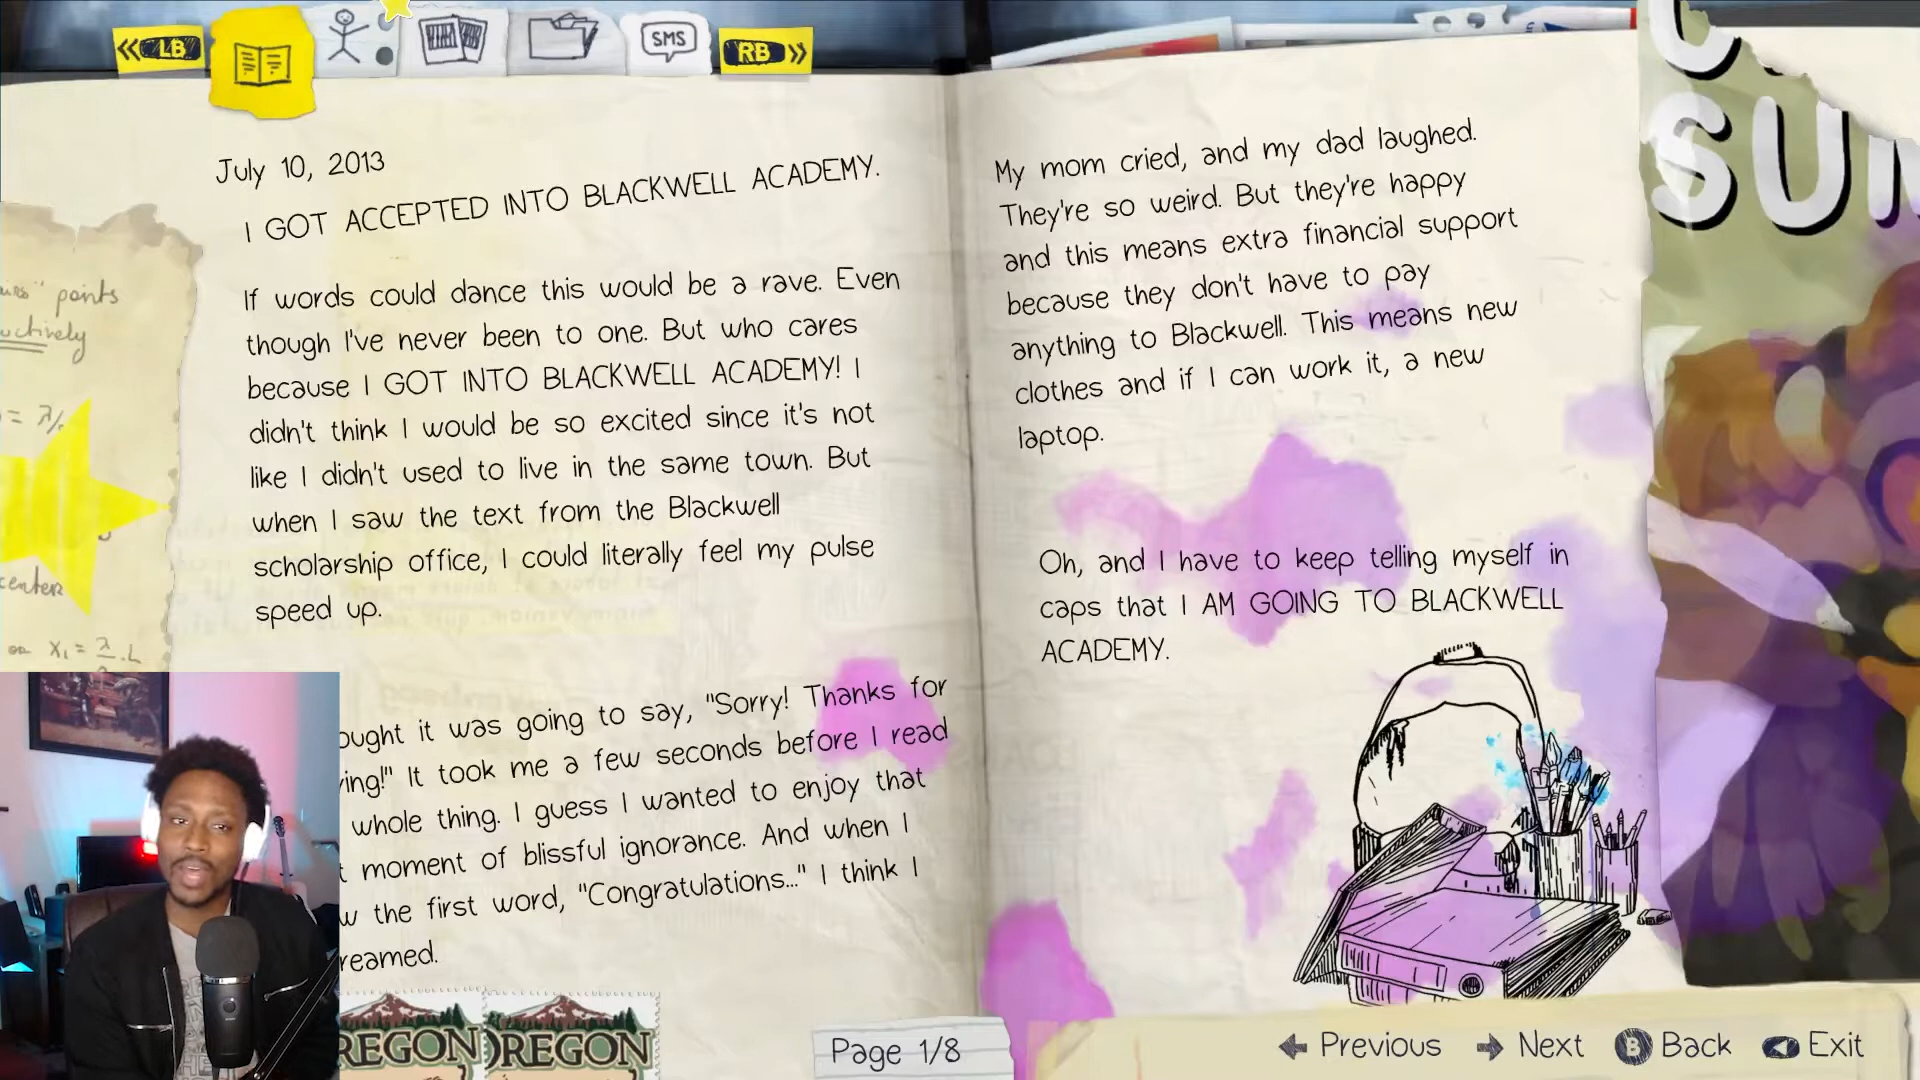 LB
SMS
RB
July 10, 2013
I GOT ACCEPTED INTO BLACKWELL ACADEMY.
If words could dance this would be a rave. Even
though I've never been to one. But who cares
because I GOT INTO BLACKWELL ACADEMY! I
didn't think I would be so excited since it's not
like I didn't used to live in the same town. But
when I saw the text from the Blackwell
scholarship office, I could literally feel my pulse
speed up.
ought it was going to say, "Sorry! Thanks for
ing!" It took me a few seconds before I read
whole thing. I guess I wanted to enjoy that
t moment of blissful ignorance. And when I
w the first word, "Congratulations..." I think I
reamed.
My mom cried, and my dad laughed.
They're so weird. But they're happy
and this means extra financial support
because they don't have to pay
anything to Blackwell. This means new
clothes and if I can work it, a new
laptop.
Oh, and I have to keep telling myself in
caps that I AM GOING TO BLACKWELL
ACADEMY.
points
ctively
center
or x₁ = λ .L
SUN
REGON OREGON
Page 1/8
Previous Next B Back Exit